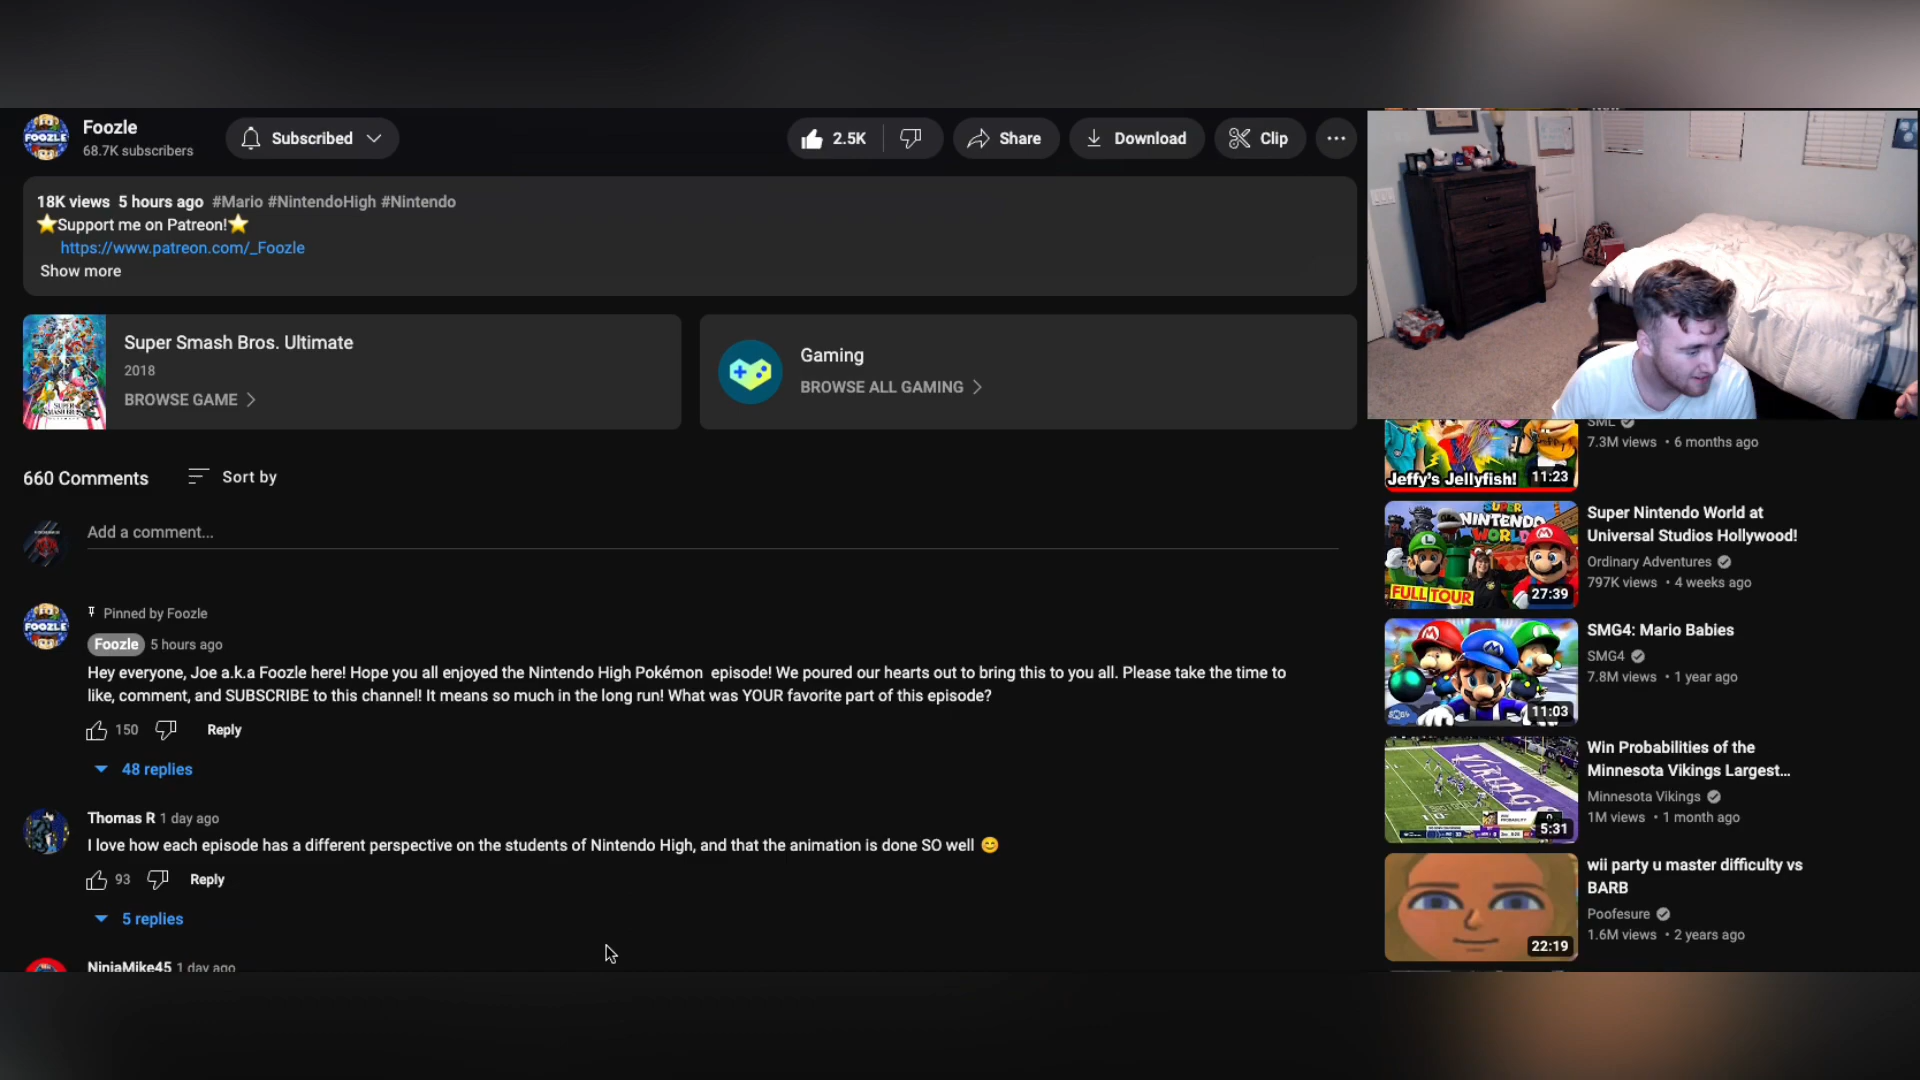 Foozle
68.7K subscribers
Subscribed
2.5K
Share
Download
Clip
18K views 5 hours ago #Mario #NintendoHigh #Nintendo
⭐Support me on Patreon!⭐
https://www.patreon.com/_Foozle
Show more
Super Smash Bros. Ultimate
2018
BROWSE GAME
Gaming
BROWSE ALL GAMING
660 Comments
Sort by
Add a comment...
FOOZLE
Pinned by Foozle
Foozle 5 hours ago
Hey everyone, Joe a.k.a Foozle here! Hope you all enjoyed the Nintendo High Pokémon episode! We poured our hearts out to bring this to you all. Please take the time to
like, comment, and SUBSCRIBE to this channel! It means so much in the long run! What was YOUR favorite part of this episode?
150
Reply
48 replies
Thomas R 1 day ago
I love how each episode has a different perspective on the students of Nintendo High, and that the animation is done SO well 😊
93
Reply
5 replies
NinjaMike45 1 day ago
SML
7.3M views • 6 months ago
Jeffy's Jellyfish!
11:23
SUPER
NINTENDO
WORLD
FULL TOUR
27:39
Super Nintendo World at
Universal Studios Hollywood!
Ordinary Adventures
797K views • 4 weeks ago
11:03
SMG4: Mario Babies
SMG4
7.8M views • 1 year ago
VIKINGS
5:31
Win Probabilities of the
Minnesota Vikings Largest...
Minnesota Vikings
1M views • 1 month ago
22:19
wii party u master difficulty vs
BARB
Poofesure
1.6M views • 2 years ago